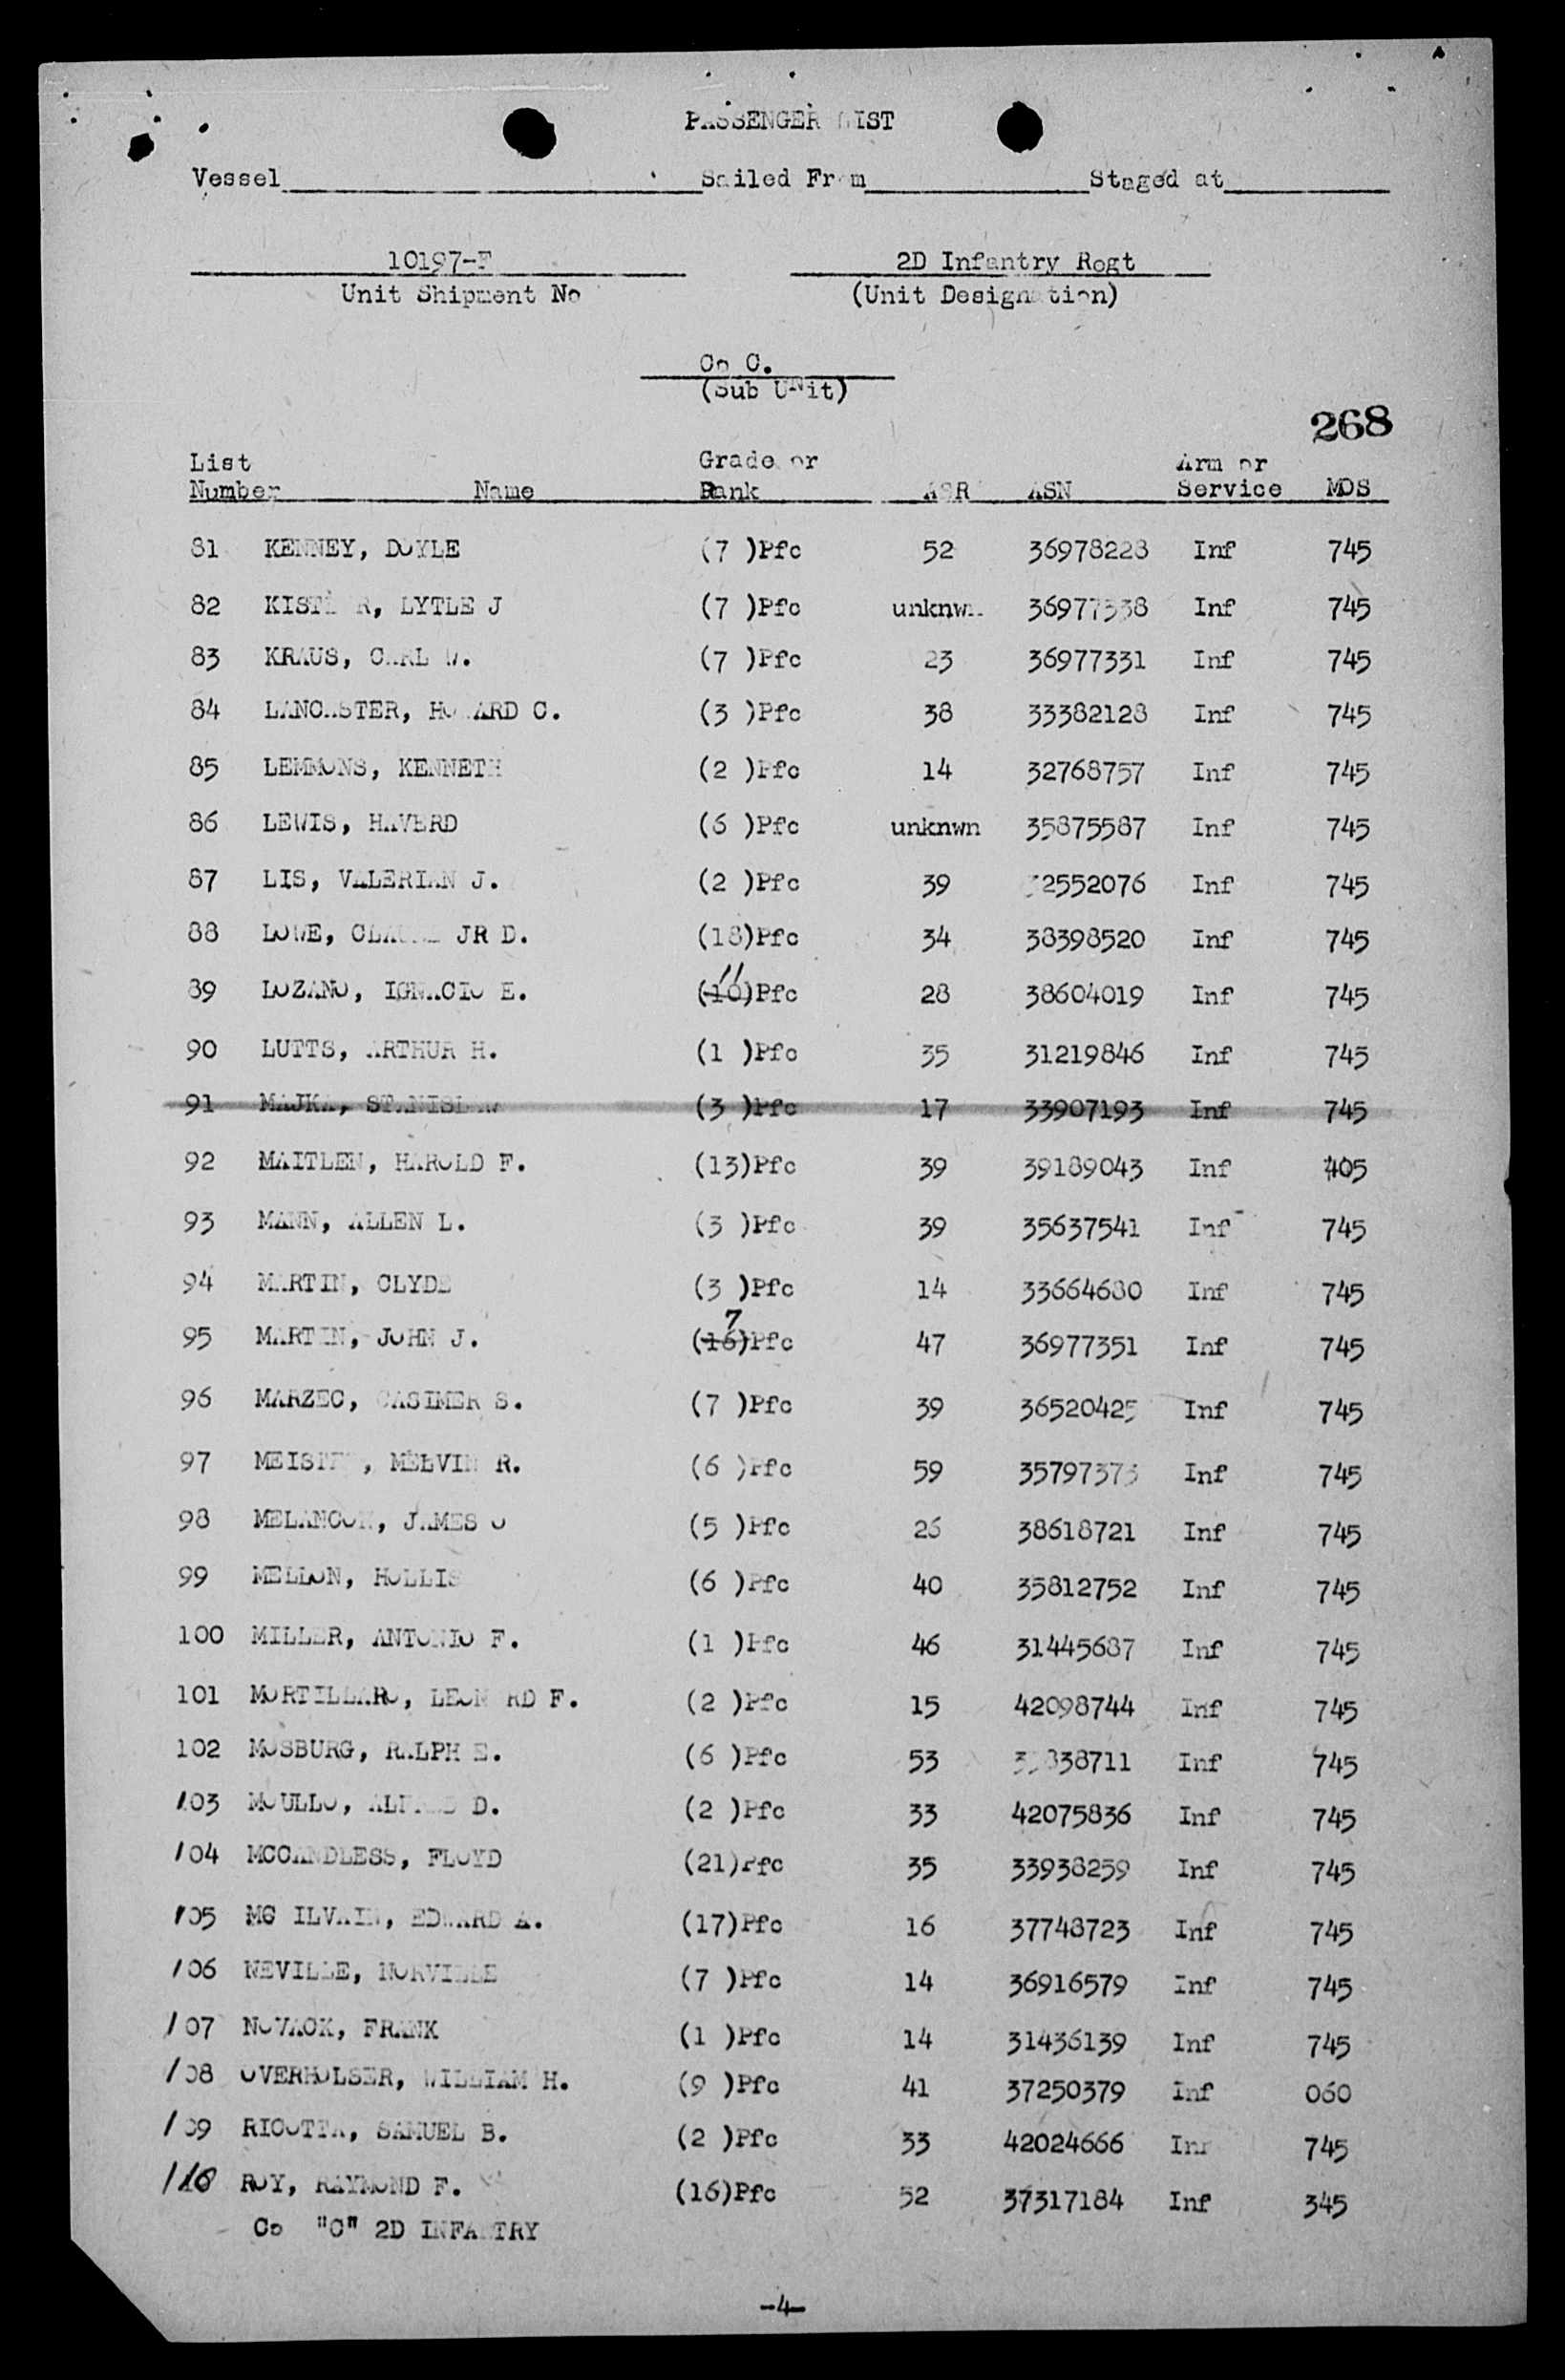 PASSENGER LIST
Vessel Sailed From Staged at
10197-F 2D Infantry Regt
Unit Shipment No (Unit Designation)
Co C.
(Sub Unit)
268
List Grade or Arm or
Number Name Rank ASR ASN Service MOS
81 KENNEY, DOYLE (7 )Pfc 52 36978228 Inf 745
82 KISTLER, LYTLE J (7 )Pfc unknwn 36977338 Inf 745
83 KRAUS, CARL W. (7 )Pfc 23 36977331 Inf 745
84 LANCASTER, HOWARD C. (3 )Pfc 38 33382128 Inf 745
85 LEMMONS, KENNETH (2 )Pfc 14 32768757 Inf 745
86 LEWIS, HAVERD (6 )Pfc unknwn 35875587 Inf 745
87 LIS, VALERIAN J. (2 )Pfc 39 32552076 Inf 745
88 LOWE, CLAUDE JR D. (18)Pfc 34 38398520 Inf 745
11
89 LOZANO, IGNACIO E. (10)Pfc 28 38604019 Inf 745
90 LUTTS, ARTHUR H. (1 )Pfc 35 31219846 Inf 745
91 MAJKA, STANISLAW (3 )Pfc 17 33907193 Inf 745
92 MAITLEN, HAROLD F. (13)Pfc 39 39189043 Inf 405
93 MANN, ALLEN L. (3 )Pfc 39 35637541 Inf 745
94 MARTIN, CLYDE (3 )Pfc 14 33664680 Inf 745
7
95 MARTIN, JOHN J. (16)Pfc 47 36977351 Inf 745
96 MARZEC, CASIMER S. (7 )Pfc 39 36520425 Inf 745
97 MELVIN R. (6 )Pfc 59 35797373 Inf 745
98 MELANCON, JAMES O (5 )Pfc 26 38618721 Inf 745
99 MELLON, HOLLIS (6 )Pfc 40 35812752 Inf 745
100 MILLER, ANTONIO F. (1 )Pfc 46 31445687 Inf 745
101 MORTILLARO, LEONARD F. (2 )Pfc 15 42098744 Inf 745
102 MOSBURG, RALPH E. (6 )Pfc 53 Inf 745
103 MOULLO, ALFRED D. (2 )Pfc 33 42075836 Inf 745
104 MCCANDLESS, FLOYD (21)Pfc 35 33938259 Inf 745
105 MC ILVAIN, EDWARD A. (17)Pfc 16 37748723 Inf 745
106 NEVILLE, NORVILLE (7 )Pfc 14 36916579 Inf 745
107 NOVACK, FRANK (1 )Pfc 14 31436139 Inf 745
108 OVERHOLSER, WILLIAM H. (9 )Pfc 41 37250379 Inf 060
109 RICOTTA, SAMUEL B. (2 )Pfc 33 42024666 Inf 745
110 ROY, RAYMOND F. (16)Pfc 52 37317184 Inf 345
Co "C" 2D INFANTRY
-4-